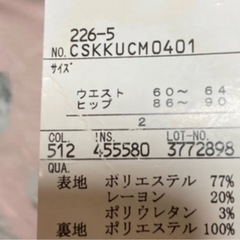 226-5
NO. CSKKUCM0401
サイズ
ウエスト 60〜 64
ヒップ 86〜 90
2
COL. INS. LOT-NO.
512 455580 3772898
QUA.
表地 ポリエステル 77%
レーヨン 20%
ポリウレタン 3%
裏地 ポリエステル 100%